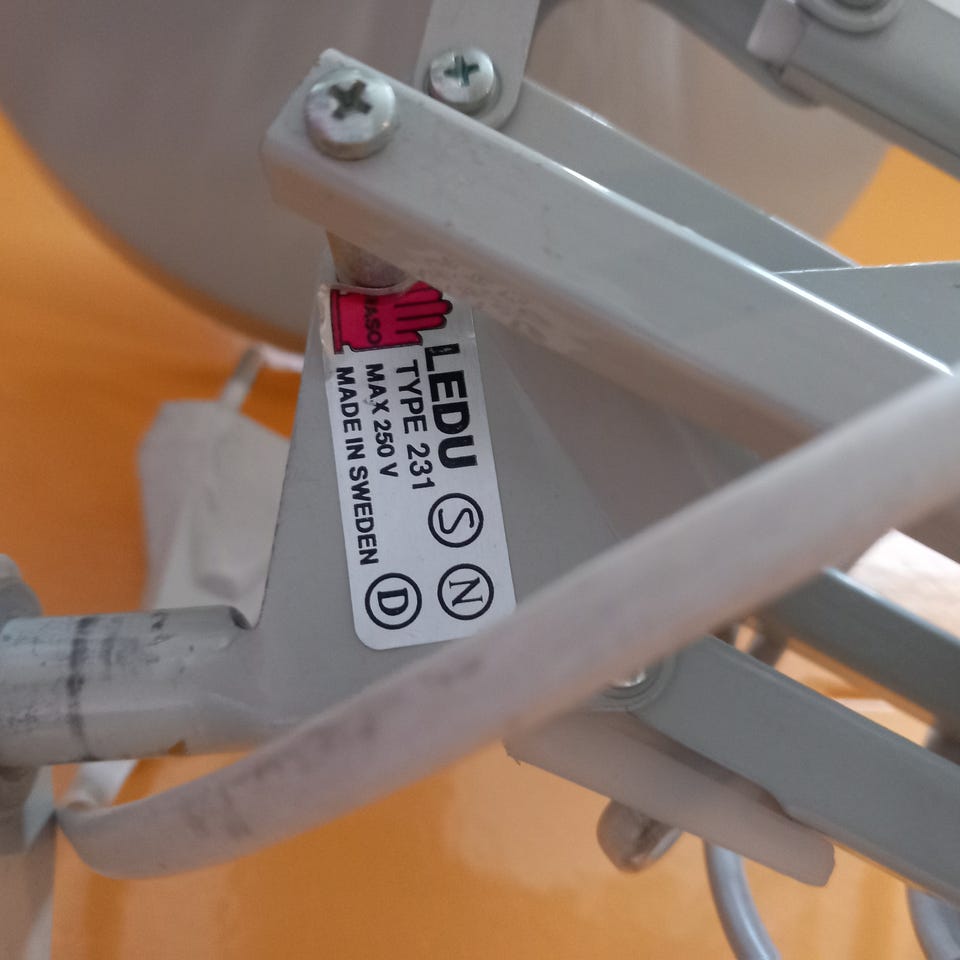 LEDU
TYPE 231
MAX 250 V
MADE IN SWEDEN
S
N
D